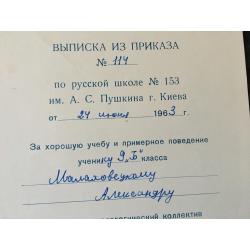 ВЫПИСКА ИЗ ПРИКАЗА
№ 114
по русской школе № 153
им. А. С. Пушкина г. Киева
от 24 июня 1963 г.
За хорошую учебу и примерное поведение
ученику 9„Б" класса
Малаховскому
Александру
коллектив